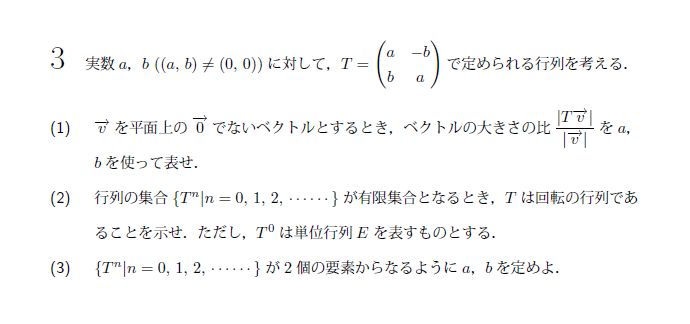 3 実数 a，b ((a, b) ≠ (0, 0)) に対して，T = \begin{pmatrix} a & -b \\ b & a \end{pmatrix} で定められる行列を考える．
(1) \overrightarrow{v} を平面上の \overrightarrow{0} でないベクトルとするとき，ベクトルの大きさの比 \frac{|T\overrightarrow{v}|}{|\overrightarrow{v}|} を a，
b を使って表せ．
(2) 行列の集合 {T^n|n = 0, 1, 2, ⋯⋯} が有限集合となるとき，T は回転の行列であ
ることを示せ．ただし，T^0 は単位行列 E を表すものとする．
(3) {T^n|n = 0, 1, 2, ⋯⋯} が 2 個の要素からなるように a，b を定めよ．